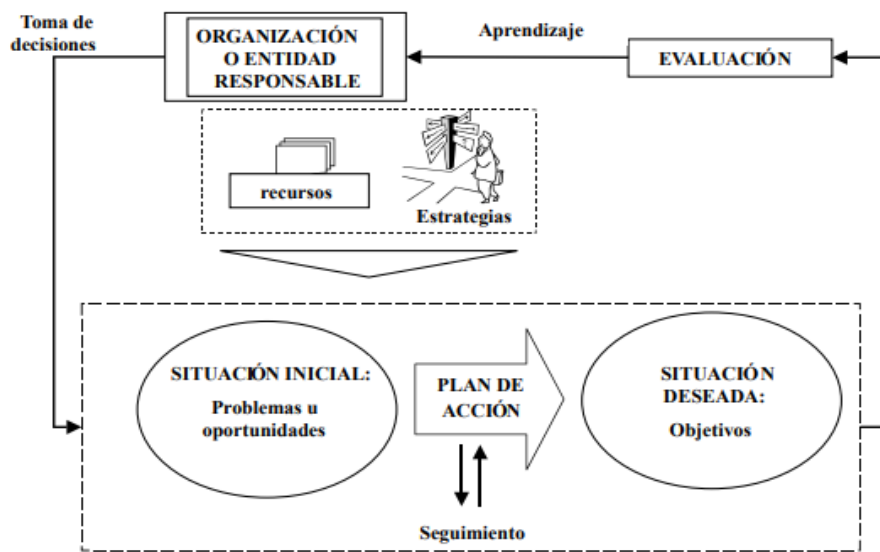 Toma de
decisiones
ORGANIZACIÓN
O ENTIDAD
RESPONSABLE
Aprendizaje
EVALUACIÓN
recursos
Estrategias
SITUACIÓN INICIAL:
Problemas u
oportunidades
PLAN DE
ACCIÓN
SITUACIÓN
DESEADA:
Objetivos
Seguimiento